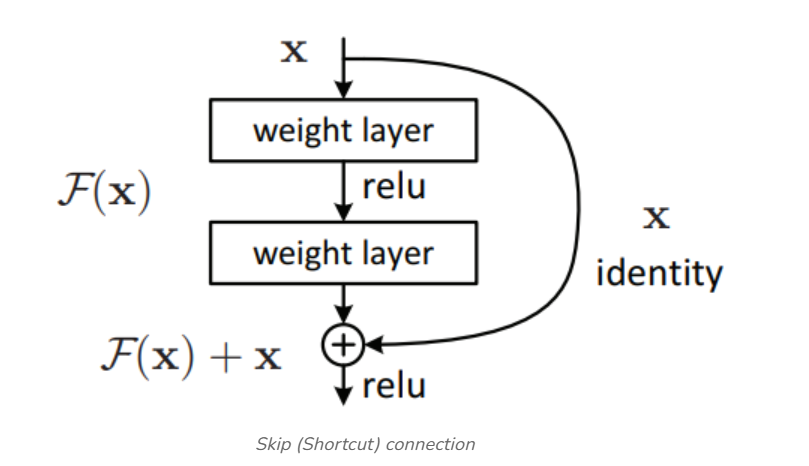 x
weight layer
relu
F(x)
weight layer
x
identity
F(x) + x
+
relu
Skip (Shortcut) connection